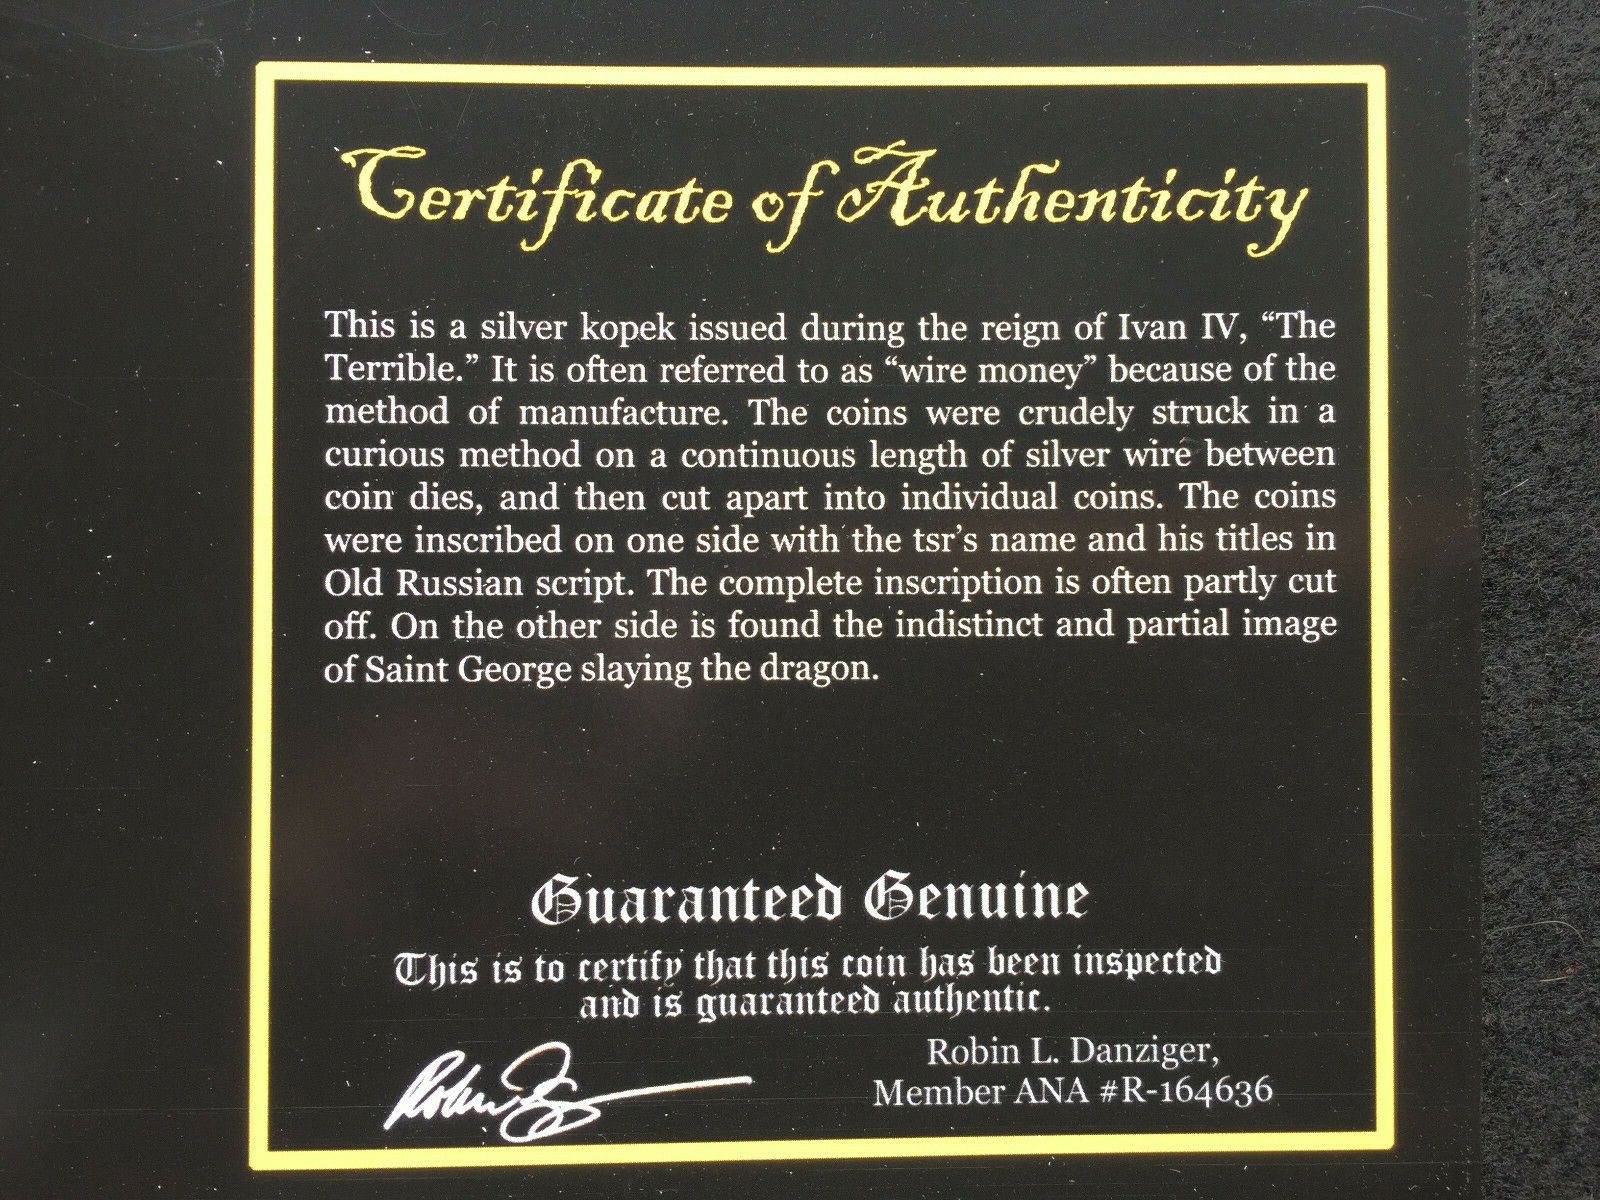 Certificate of Authenticity
This is a silver kopek issued during the reign of Ivan IV, “The
Terrible.” It is often referred to as “wire money” because of the
method of manufacture. The coins were crudely struck in a
curious method on a continuous length of silver wire between
coin dies, and then cut apart into individual coins. The coins
were inscribed on one side with the tsr’s name and his titles in
Old Russian script. The complete inscription is often partly cut
off. On the other side is found the indistinct and partial image
of Saint George slaying the dragon.
Guaranteed Genuine
This is to certify that this coin has been inspected
and is guaranteed authentic.
Robin L. Danziger,
Member ANA #R-164636